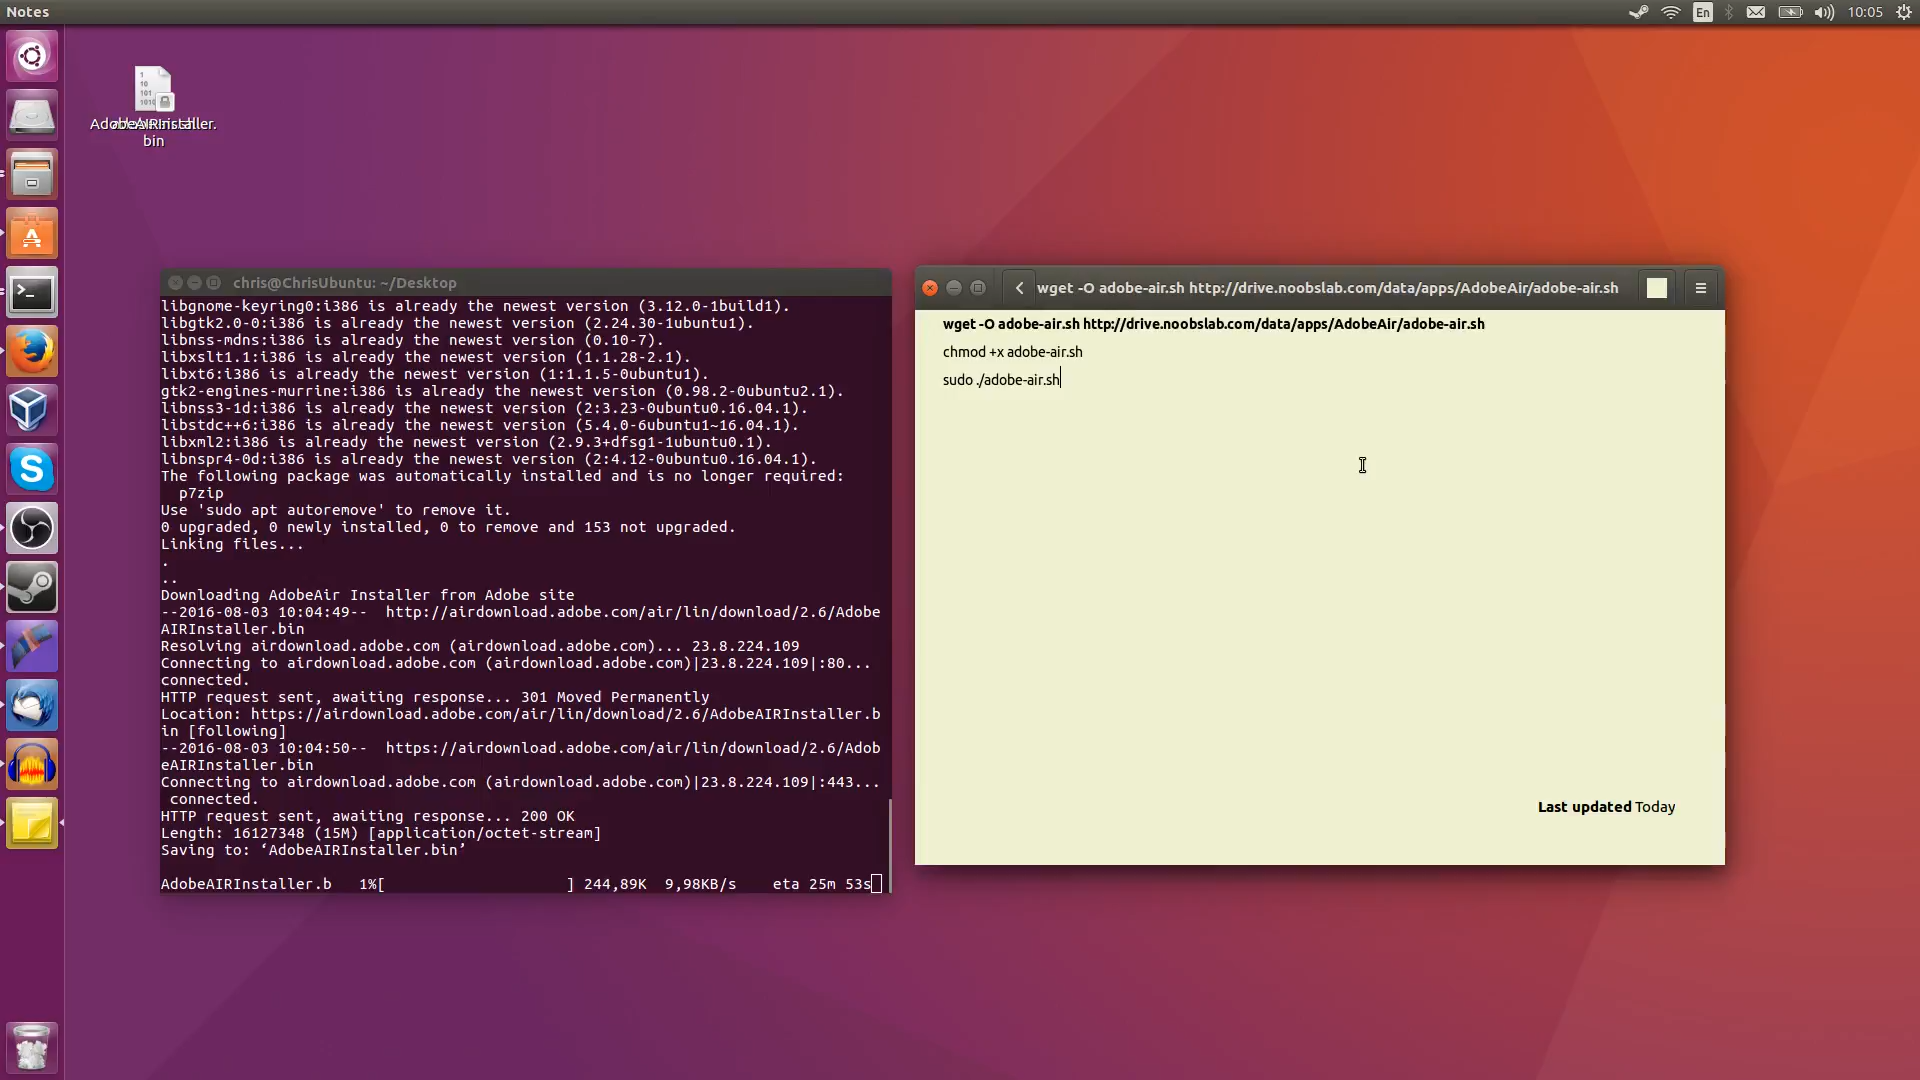 Notes
En
10:05
AdobeAIRInstaller.
bin
chris@ChrisUbuntu: ~/Desktop
libgnome-keyring0:i386 is already the newest version (3.12.0-1build1).
libgtk2.0-0:i386 is already the newest version (2.24.30-1ubuntu1).
libnss-mdns:i386 is already the newest version (0.10-7).
libxslt1.1:i386 is already the newest version (1.1.28-2.1).
libxt6:i386 is already the newest version (1:1.1.5-0ubuntu1).
gtk2-engines-murrine:i386 is already the newest version (0.98.2-0ubuntu2.1).
libnss3-1d:i386 is already the newest version (2:3.23-0ubuntu0.16.04.1).
libstdc++6:i386 is already the newest version (5.4.0-6ubuntu1~16.04.1).
libxml2:i386 is already the newest version (2.9.3+dfsg1-1ubuntu0.1).
libnspr4-0d:i386 is already the newest version (2:4.12-0ubuntu0.16.04.1).
The following package was automatically installed and is no longer required:
p7zip
Use 'sudo apt autoremove' to remove it.
0 upgraded, 0 newly installed, 0 to remove and 153 not upgraded.
Linking files...
.
..
Downloading AdobeAir Installer from Adobe site
--2016-08-03 10:04:49-- http://airdownload.adobe.com/air/lin/download/2.6/Adobe
AIRInstaller.bin
Resolving airdownload.adobe.com (airdownload.adobe.com)... 23.8.224.109
Connecting to airdownload.adobe.com (airdownload.adobe.com)|23.8.224.109|:80...
connected.
HTTP request sent, awaiting response... 301 Moved Permanently
Location: https://airdownload.adobe.com/air/lin/download/2.6/AdobeAIRInstaller.b
in [following]
--2016-08-03 10:04:50-- https://airdownload.adobe.com/air/lin/download/2.6/Adob
eAIRInstaller.bin
Connecting to airdownload.adobe.com (airdownload.adobe.com)|23.8.224.109|:443...
connected.
HTTP request sent, awaiting response... 200 OK
Length: 16127348 (15M) [application/octet-stream]
Saving to: ‘AdobeAIRInstaller.bin’
AdobeAIRInstaller.b 1%[ ] 244,89K 9,98KB/s eta 25m 53s
wget -O adobe-air.sh http://drive.noobslab.com/data/apps/AdobeAir/adobe-air.sh
wget -O adobe-air.sh http://drive.noobslab.com/data/apps/AdobeAir/adobe-air.sh
chmod +x adobe-air.sh
sudo ./adobe-air.sh
Last updated Today